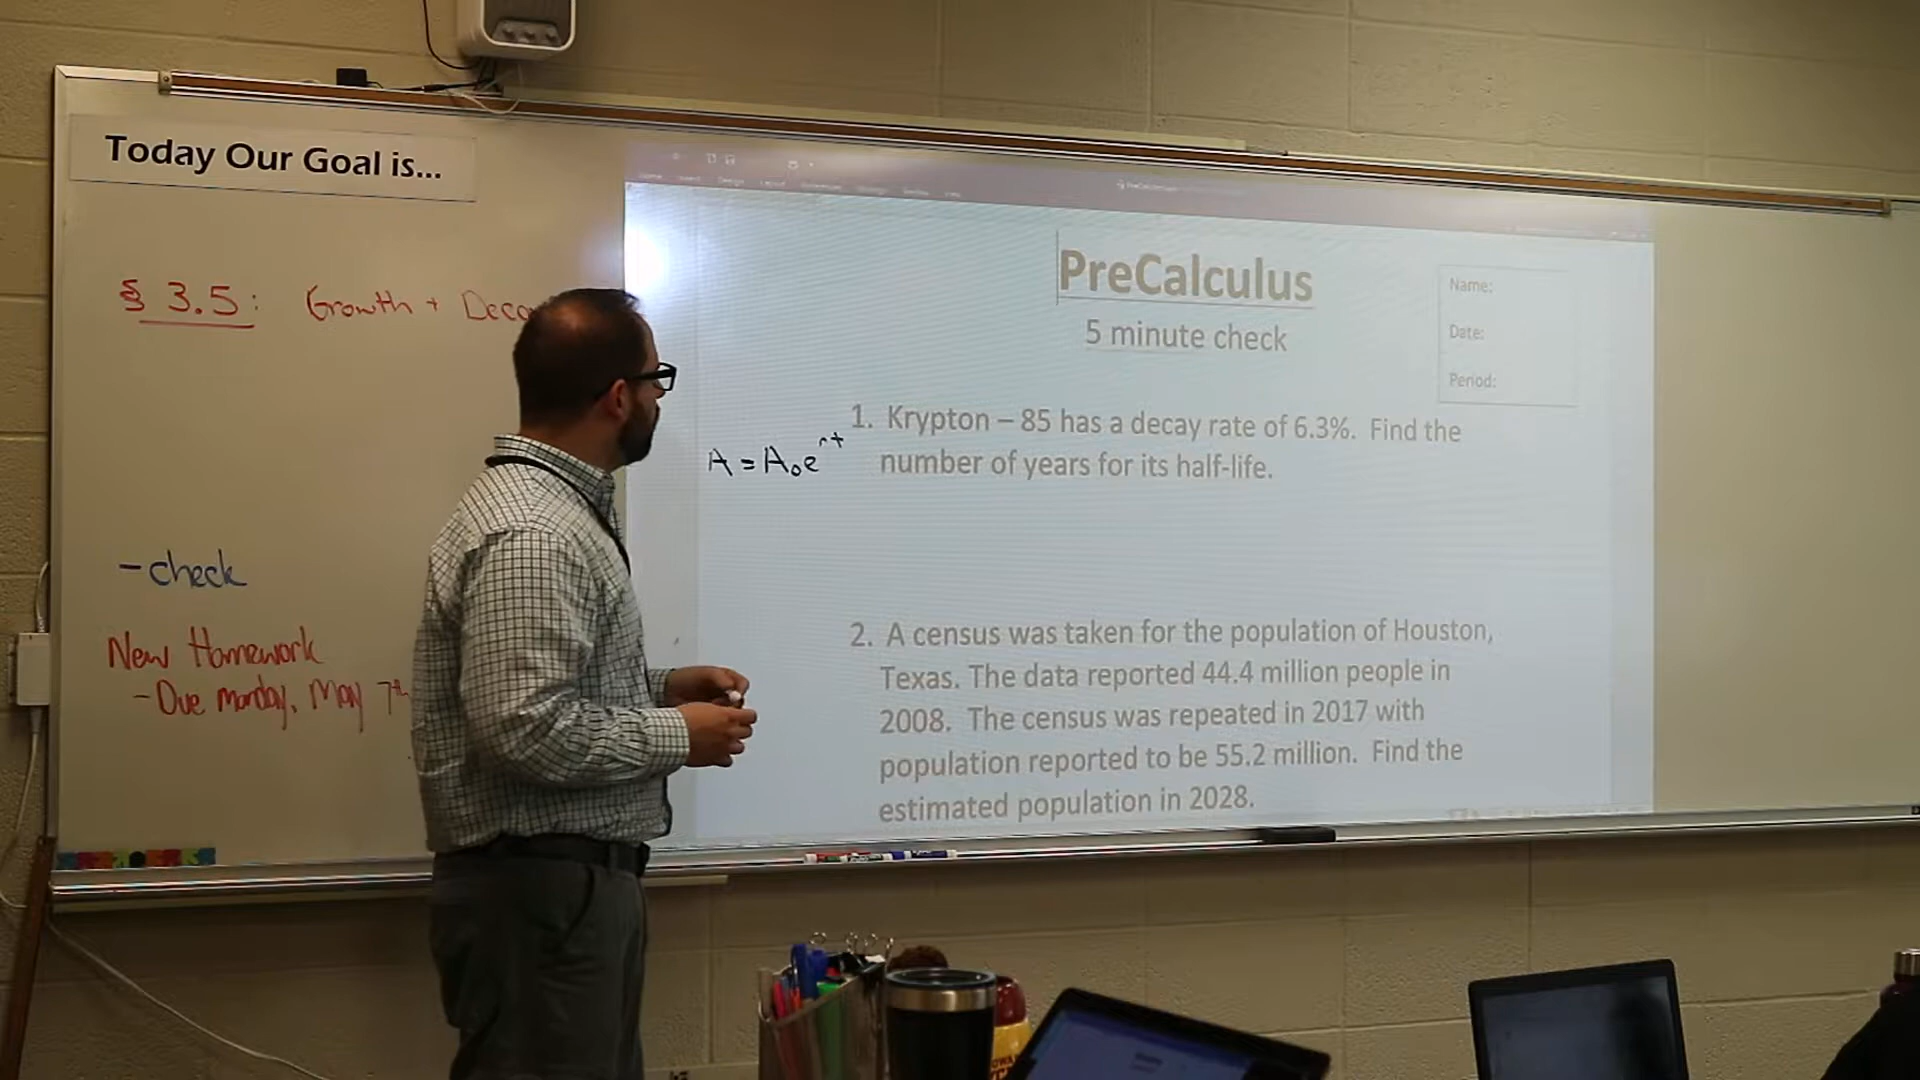 Today Our Goal is...
§ 3.5: Growth + Deca
- check
New Homework
- Due Monday, May 7th
PreCalculus
5 minute check
Name:
Date:
Period:
A = A₀e^rt
1. Krypton – 85 has a decay rate of 6.3%. Find the
number of years for its half-life.
2. A census was taken for the population of Houston,
Texas. The data reported 44.4 million people in
2008. The census was repeated in 2017 with
population reported to be 55.2 million. Find the
estimated population in 2028.